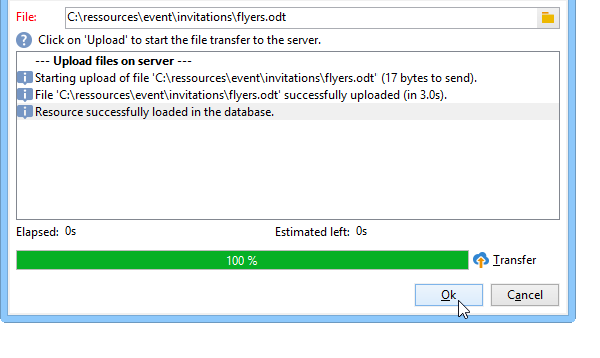 File: C:\ressources\event\invitations\flyers.odt
Click on 'Upload' to start the file transfer to the server.
--- Upload files on server ---
Starting upload of file 'C:\ressources\event\invitations\flyers.odt' (17 bytes to send).
File 'C:\ressources\event\invitations\flyers.odt' successfully uploaded (in 3.0s).
Resource successfully loaded in the database.
Elapsed: 0s Estimated left: 0s
100 % Transfer
Ok Cancel